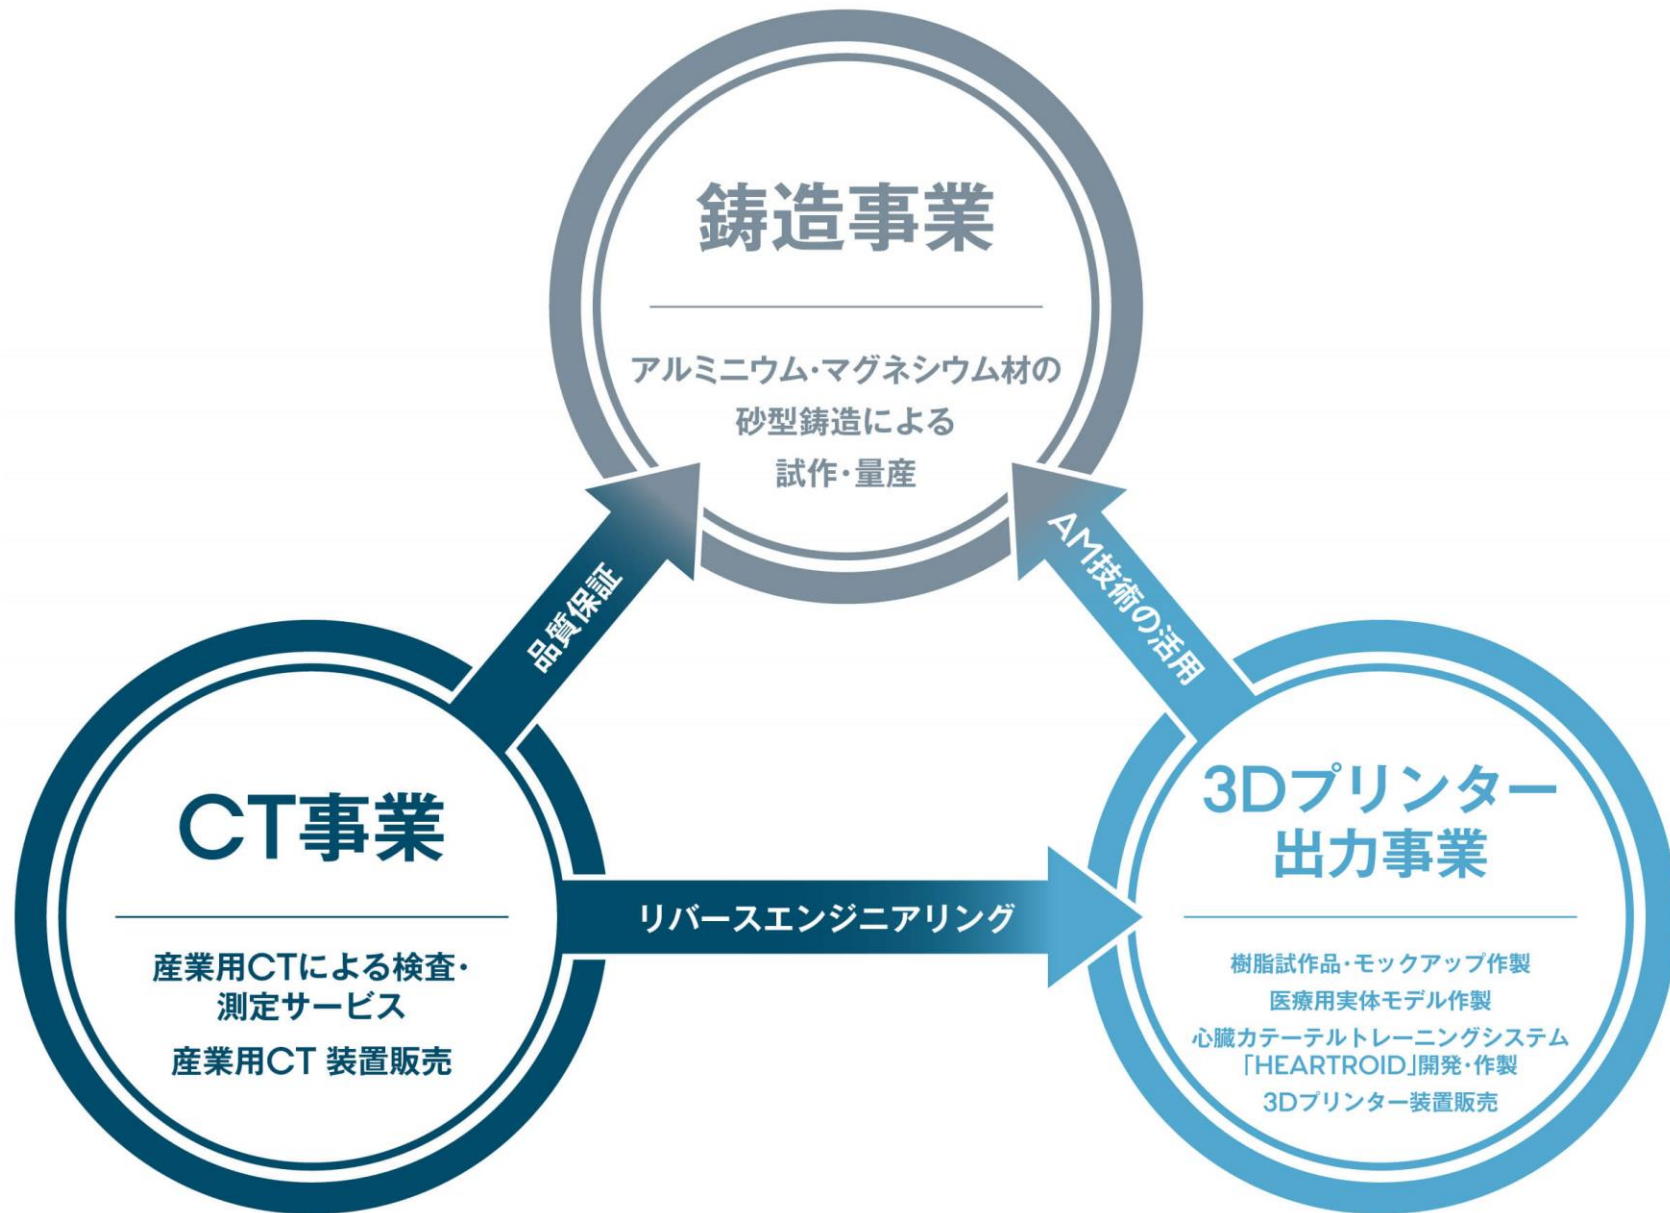 鋳造事業
アルミニウム・マグネシウム材の
砂型鋳造による
試作・量産
品質保証
AM技術の活用
CT事業
産業用CTによる検査・
測定サービス
産業用CT 装置販売
リバースエンジニアリング
3Dプリンター
出力事業
樹脂試作品・モックアップ作製
医療用実体モデル作製
心臓カテーテルトレーニングシステム
「HEARTROID」開発・作製
3Dプリンター装置販売